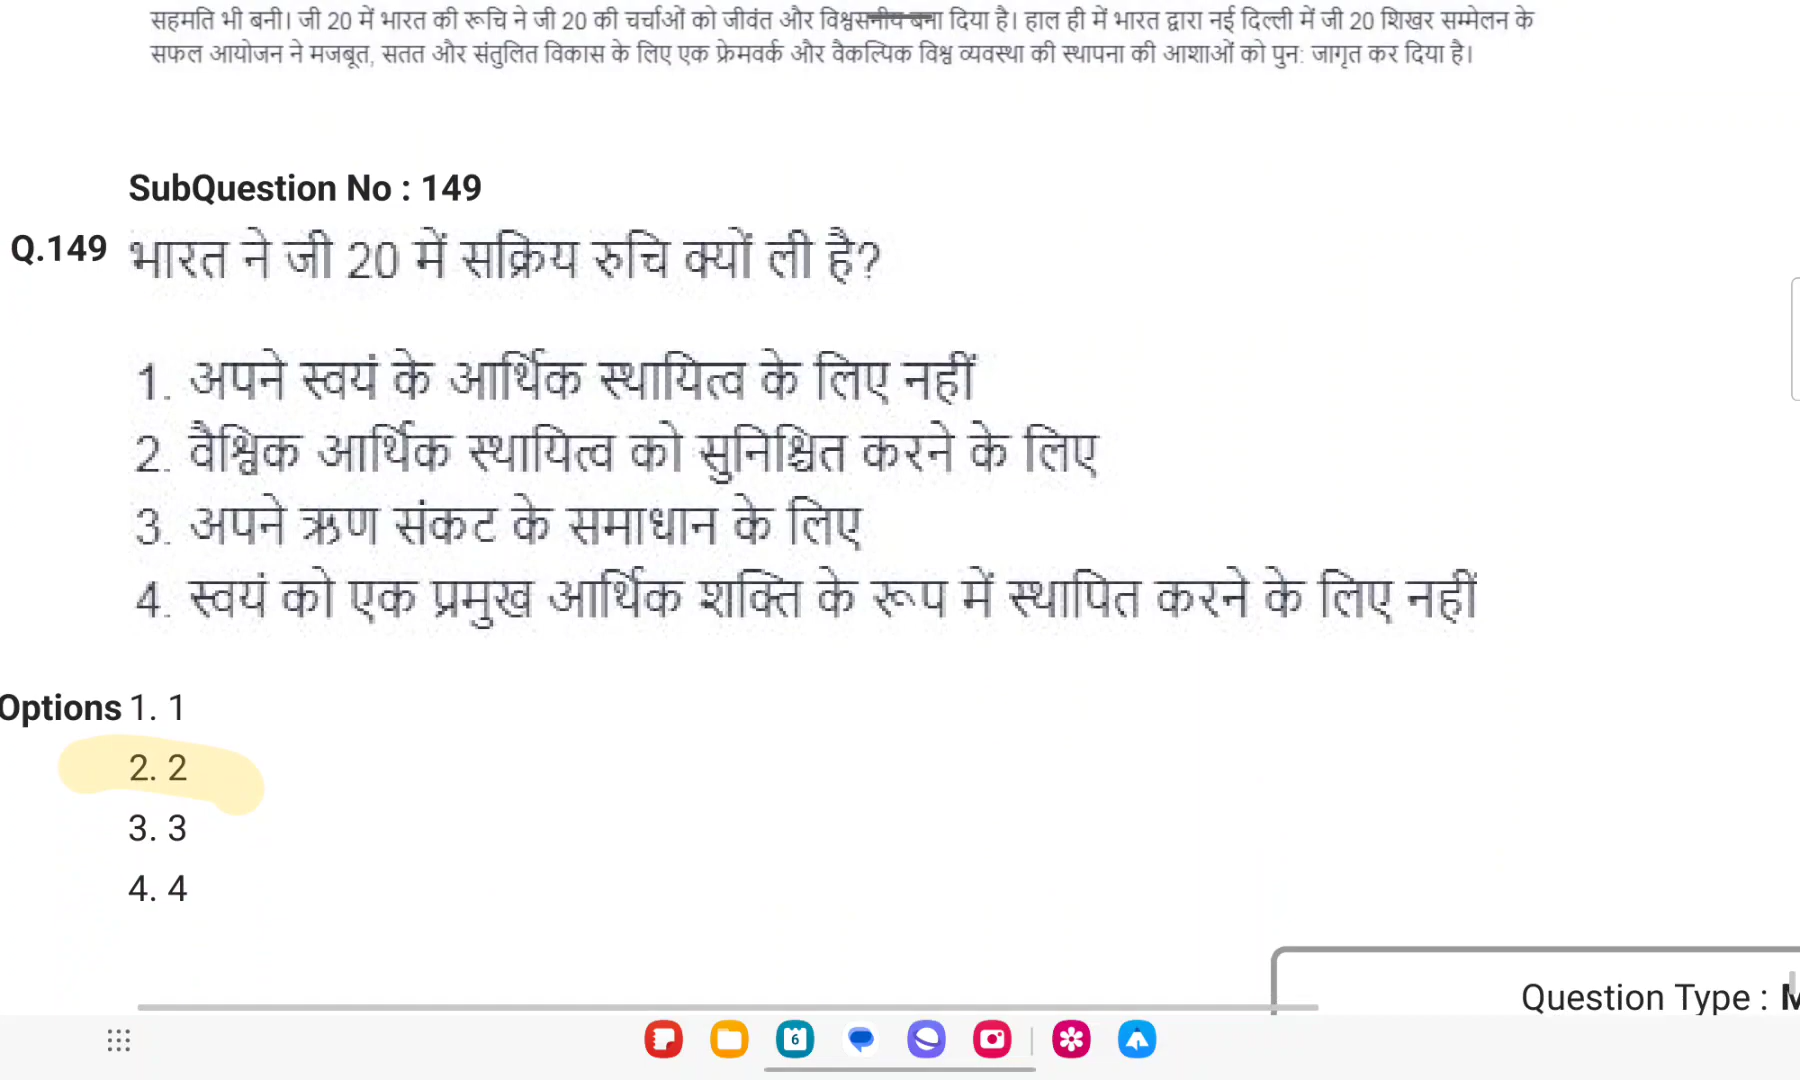 सहमति भी बनी। जी 20 में भारत की रूचि ने जी 20 की चर्चाओं को जीवंत और विश्वसनीय बना दिया है। हाल ही में भारत द्वारा नई दिल्ली में जी 20 शिखर सम्मेलन के
सफल आयोजन ने मजबूत, सतत और संतुलित विकास के लिए एक फ्रेमवर्क और वैकल्पिक विश्व व्यवस्था की स्थापना की आशाओं को पुन: जागृत कर दिया है।
SubQuestion No : 149
Q.149 भारत ने जी 20 में सक्रिय रुचि क्यों ली है?
1. अपने स्वयं के आर्थिक स्थायित्व के लिए नहीं
2. वैश्विक आर्थिक स्थायित्व को सुनिश्चित करने के लिए
3. अपने ऋण संकट के समाधान के लिए
4. स्वयं को एक प्रमुख आर्थिक शक्ति के रूप में स्थापित करने के लिए नहीं
Options 1. 1
2. 2
3. 3
4. 4
Question Type :
6